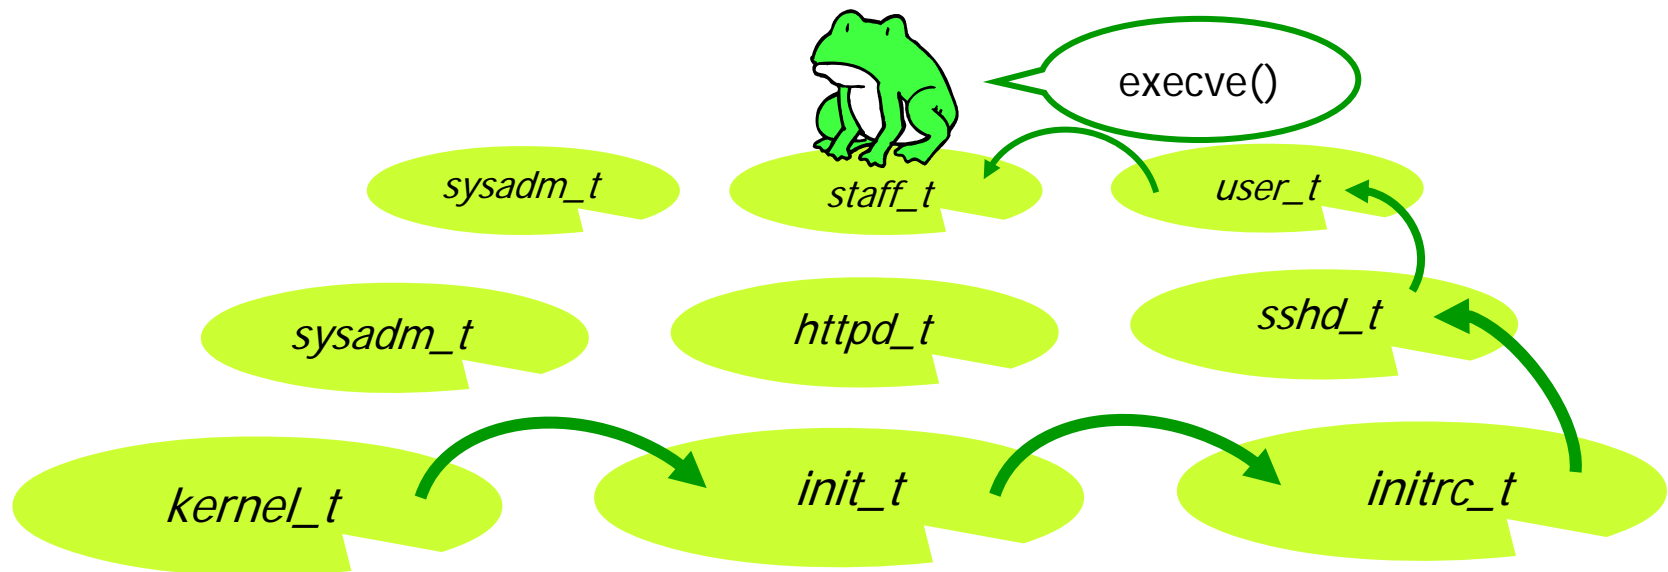 execve()
sysadm_t
staff_t
user_t
sysadm_t
httpd_t
sshd_t
kernel_t
init_t
initrc_t